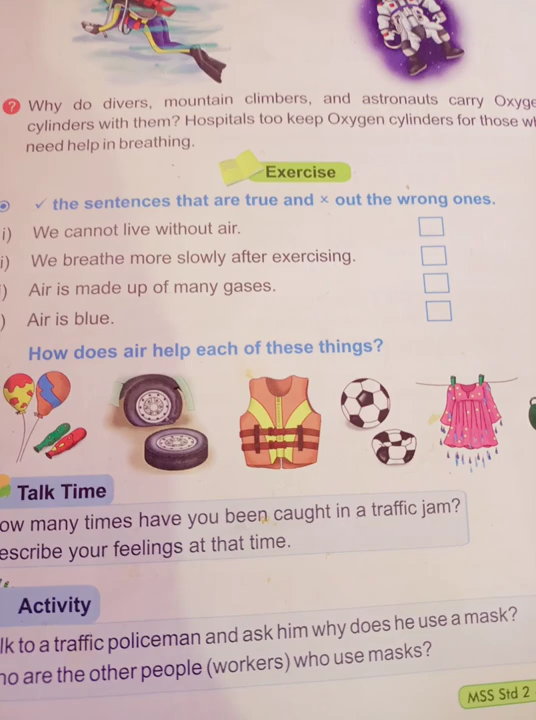 ? Why do divers, mountain climbers, and astronauts carry
cylinders with them? Hospitals too keep Oxygen cylinders for those
need help in breathing.
Exercise
✓ the sentences that are true and × out the wrong ones.
i) We cannot live without air.
i) We breathe more slowly after exercising.
) Air is made up of many gases.
) Air is blue.
How does air help each of these things?
Talk Time
many times have you been caught in a traffic jam?
your feelings at that time.
Activity
to a traffic policeman and ask him why does he use a mask?
are the other people (workers) who use masks?
MSS Std 2